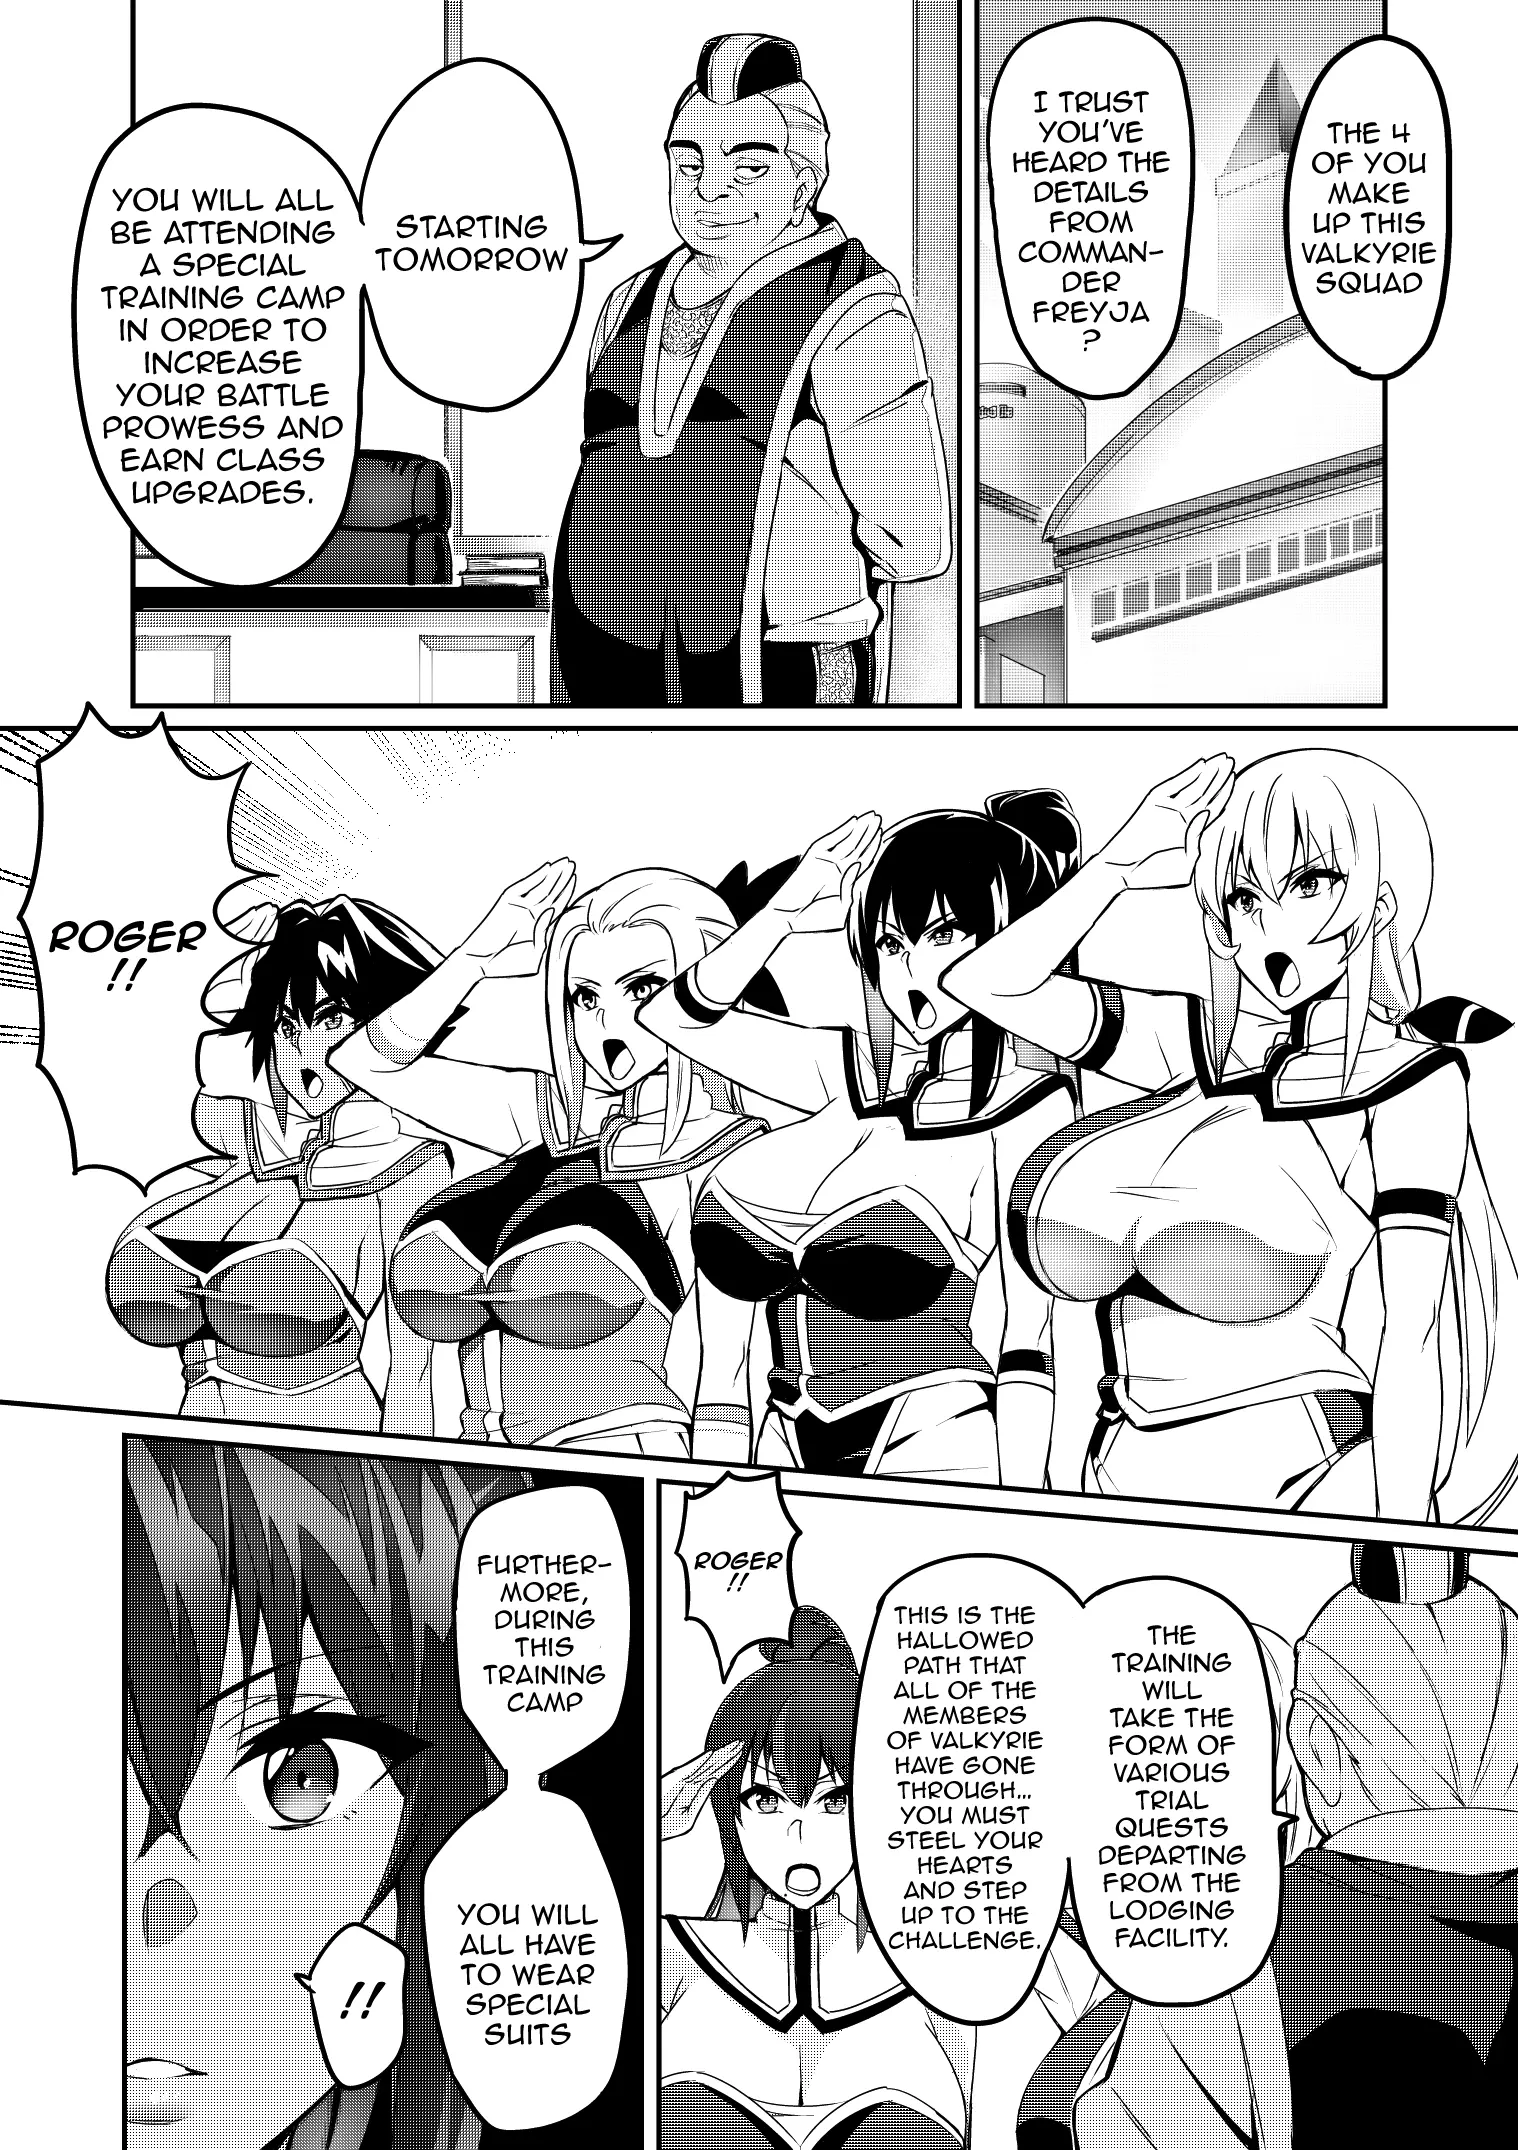 THE 4
OF YOU
MAKE
UP THIS
VALKYRIE
SQUAD
I TRUST
YOU'VE
HEARD THE
DETAILS
FROM
COMMAN-
DER
FREYJA
?
STARTING
TOMORROW
YOU WILL ALL
BE ATTENDING
A SPECIAL
TRAINING CAMP
IN ORDER TO
INCREASE
YOUR BATTLE
PROWESS AND
EARN CLASS
UPGRADES.
ROGER
!!
THE
TRAINING
WILL
TAKE THE
FORM OF
VARIOUS
TRIAL
QUESTS
DEPARTING
FROM THE
LODGING
FACILITY.
THIS IS THE
HALLOWED
PATH THAT
ALL OF THE
MEMBERS
OF VALKYRIE
HAVE GONE
THROUGH...
YOU MUST
STEEL YOUR
HEARTS
AND STEP
UP TO THE
CHALLENGE.
ROGER
!!
FURTHER-
MORE,
DURING
THIS
TRAINING
CAMP
YOU WILL
ALL HAVE
TO WEAR
SPECIAL
SUITS
!!